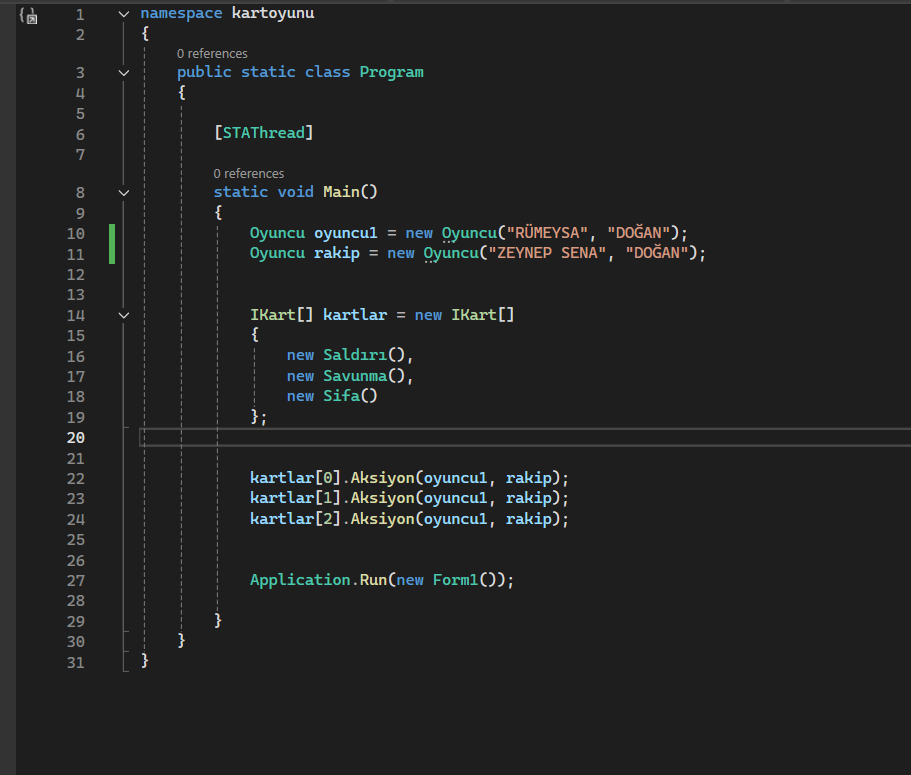 1 namespace kartoyunu
2 {
0 references
3 public static class Program
4 {
5
6 [STAThread]
7
0 references
8 static void Main()
9 {
10 Oyuncu oyuncu1 = new Oyuncu("RÜMEYSA", "DOĞAN");
11 Oyuncu rakip = new Oyuncu("ZEYNEP SENA", "DOĞAN");
12
13
14 IKart[] kartlar = new IKart[]
15 {
16 new Saldırı(),
17 new Savunma(),
18 new Sifa()
19 };
20
21
22 kartlar[0].Aksiyon(oyuncu1, rakip);
23 kartlar[1].Aksiyon(oyuncu1, rakip);
24 kartlar[2].Aksiyon(oyuncu1, rakip);
25
26
27 Application.Run(new Form1());
28
29 }
30 }
31 }